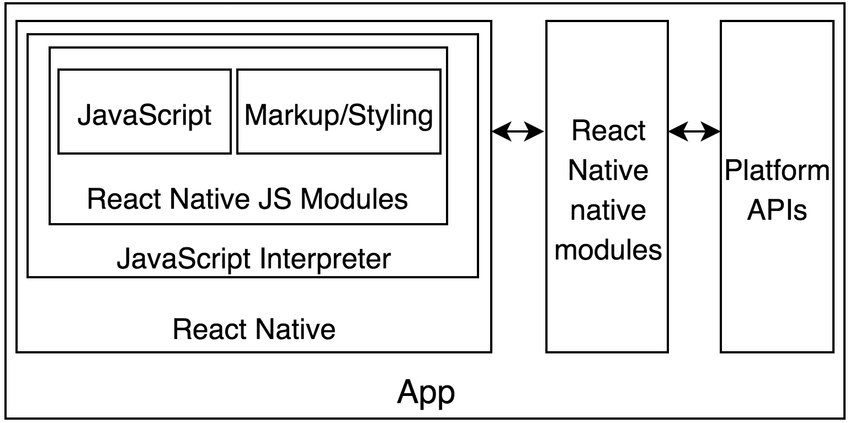 JavaScript
Markup/Styling
React Native JS Modules
JavaScript Interpreter
React Native
React
Native
native
modules
Platform
APIs
App